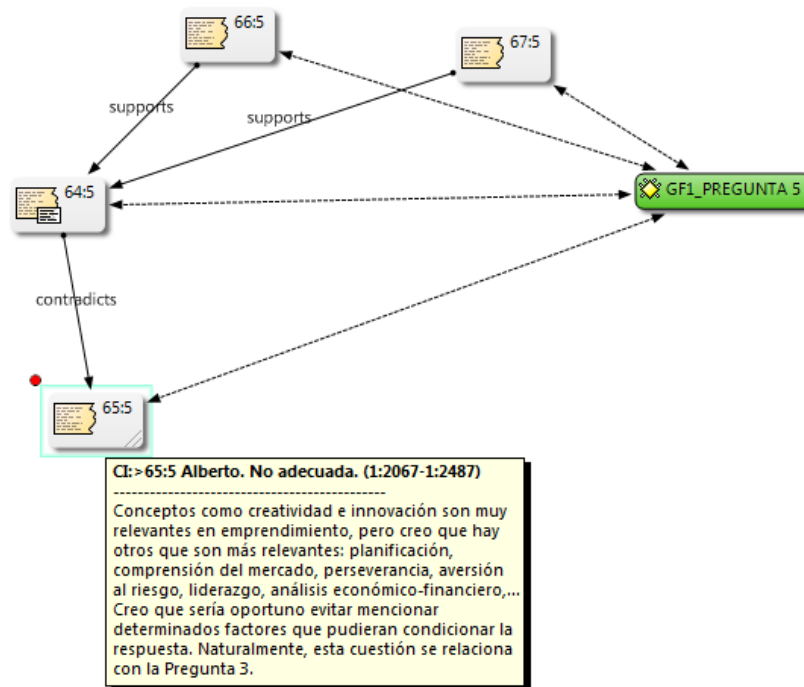 66:5
67:5
supports
supports
64:5
GF1_PREGUNTA 5
contradicts
65:5
CI:>65:5 Alberto. No adecuada. (1:2067-1:2487)
----------------------------------------------
Conceptos como creatividad e innovación son muy
relevantes en emprendimiento, pero creo que hay
otros que son más relevantes: planificación,
comprensión del mercado, perseverancia, aversión
al riesgo, liderazgo, análisis económico-financiero,...
Creo que sería oportuno evitar mencionar
determinados factores que pudieran condicionar la
respuesta. Naturalmente, esta cuestión se relaciona
con la Pregunta 3.